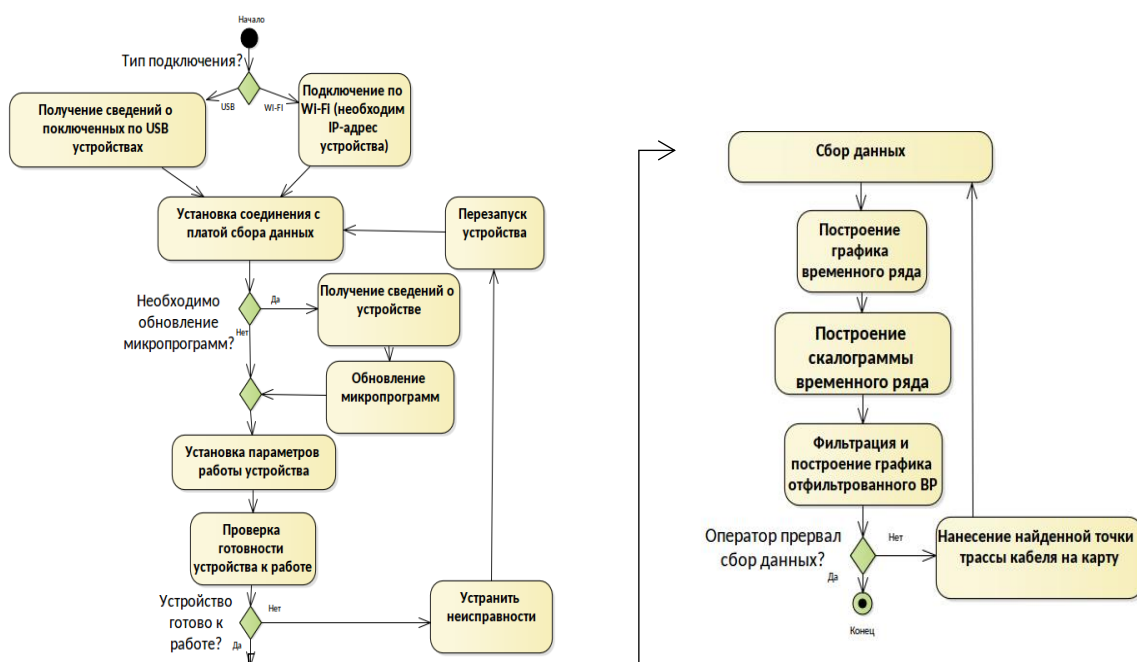 Начало
Тип подключения?
USB
WI-FI
Получение сведений о
поключенных по USB
устройствах
Подключение по
WI-FI (необходим
IP-адрес
устройства)
Установка соединения с
платой сбора данных
Перезапуск
устройства
Необходимо
обновление
микропрограмм?
Да
Нет
Получение сведений о
устройстве
Обновление
микропрограмм
Установка параметров
работы устройства
Проверка
готовности
устройства к работе
Устройство
готово к
работе?
Нет
Да
Устранить
неисправности
Сбор данных
Построение
графика
временного ряда
Построение
скалограммы
временного ряда
Фильтрация и
построение графика
отфильтрованного ВР
Оператор прервал
сбор данных?
Нет
Да
Нанесение найденной точки
трассы кабеля на карту
Конец